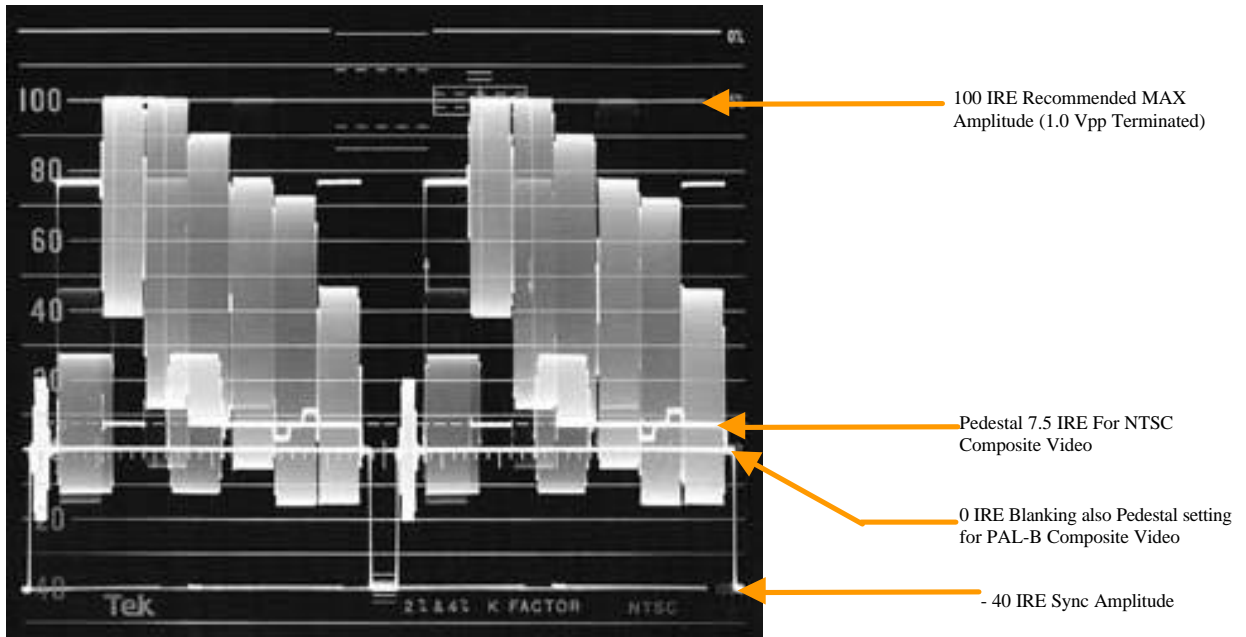 0%
100
80
60
40
20
20
40
Tek
2% & 4% K FACTOR
NTSC
100 IRE Recommended MAX
Amplitude (1.0 Vpp Terminated)
Pedestal 7.5 IRE For NTSC
Composite Video
0 IRE Blanking also Pedestal setting
for PAL-B Composite Video
- 40 IRE Sync Amplitude